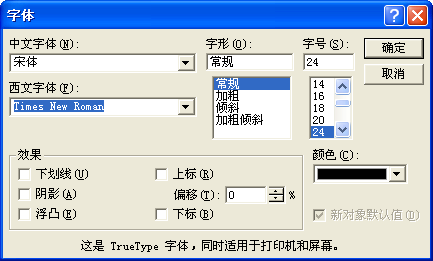 字体
中文字体(N):
宋体
西文字体(F):
Times New Roman
字形(O):
常规
常规
加粗
倾斜
加粗倾斜
字号(S):
24
14
16
18
20
24
确定
取消
效果
下划线(U)
阴影(A)
浮凸(E)
上标(R)
偏移(T): 0 %
下标(B)
颜色(C):
新对象默认值(D)
这是 TrueType 字体，同时适用于打印机和屏幕。